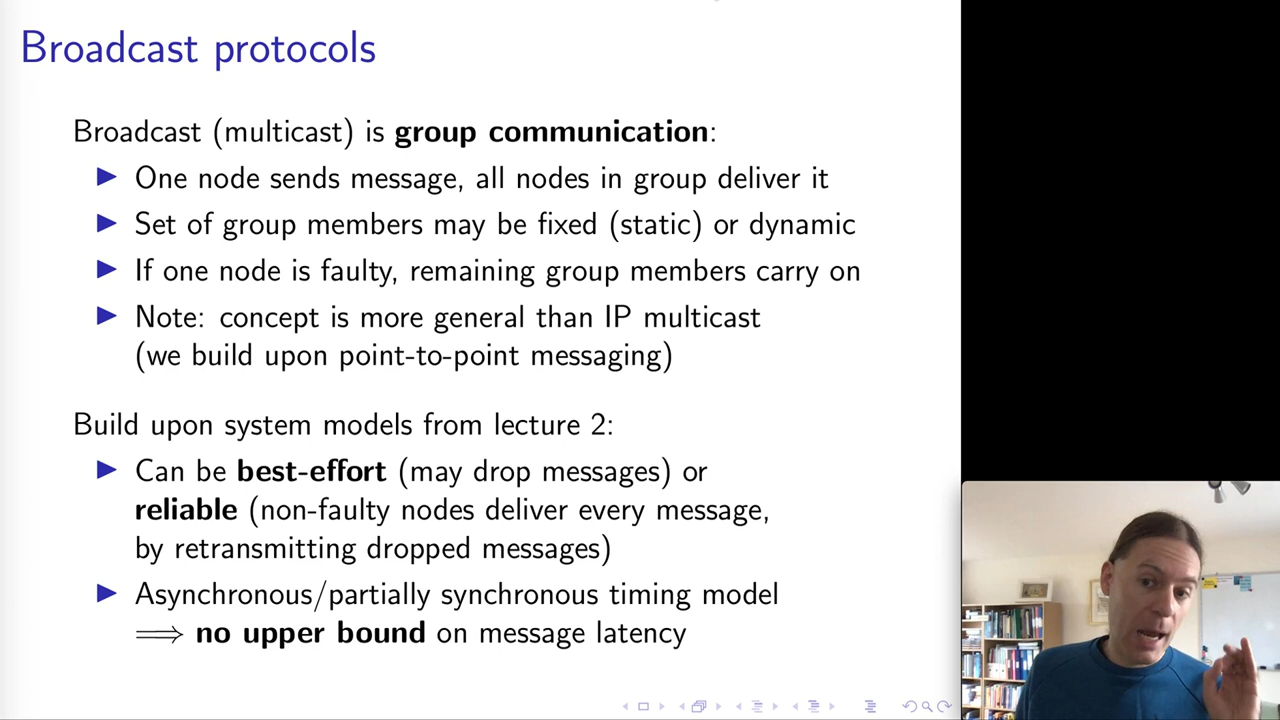 Broadcast protocols
Broadcast (multicast) is group communication:
▶ One node sends message, all nodes in group deliver it
▶ Set of group members may be fixed (static) or dynamic
▶ If one node is faulty, remaining group members carry on
▶ Note: concept is more general than IP multicast
(we build upon point-to-point messaging)
Build upon system models from lecture 2:
▶ Can be best-effort (may drop messages) or
reliable (non-faulty nodes deliver every message,
by retransmitting dropped messages)
▶ Asynchronous/partially synchronous timing model
⟹ no upper bound on message latency